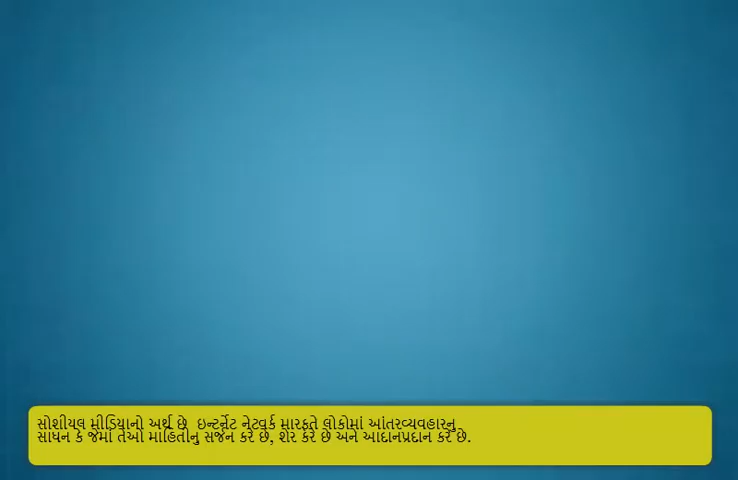 સોશીયલ મીડિયાનો અર્થ છે ઇન્ટર્નેટ નેટવર્ક મારફતે લોકોમાં આંતરવ્યવહારનુ
સાધન કે જેમાં તેઓ માહિતીનુ સર્જન કરે છે, શેર કરે છે અને આદાનપ્રદાન કરે છે.